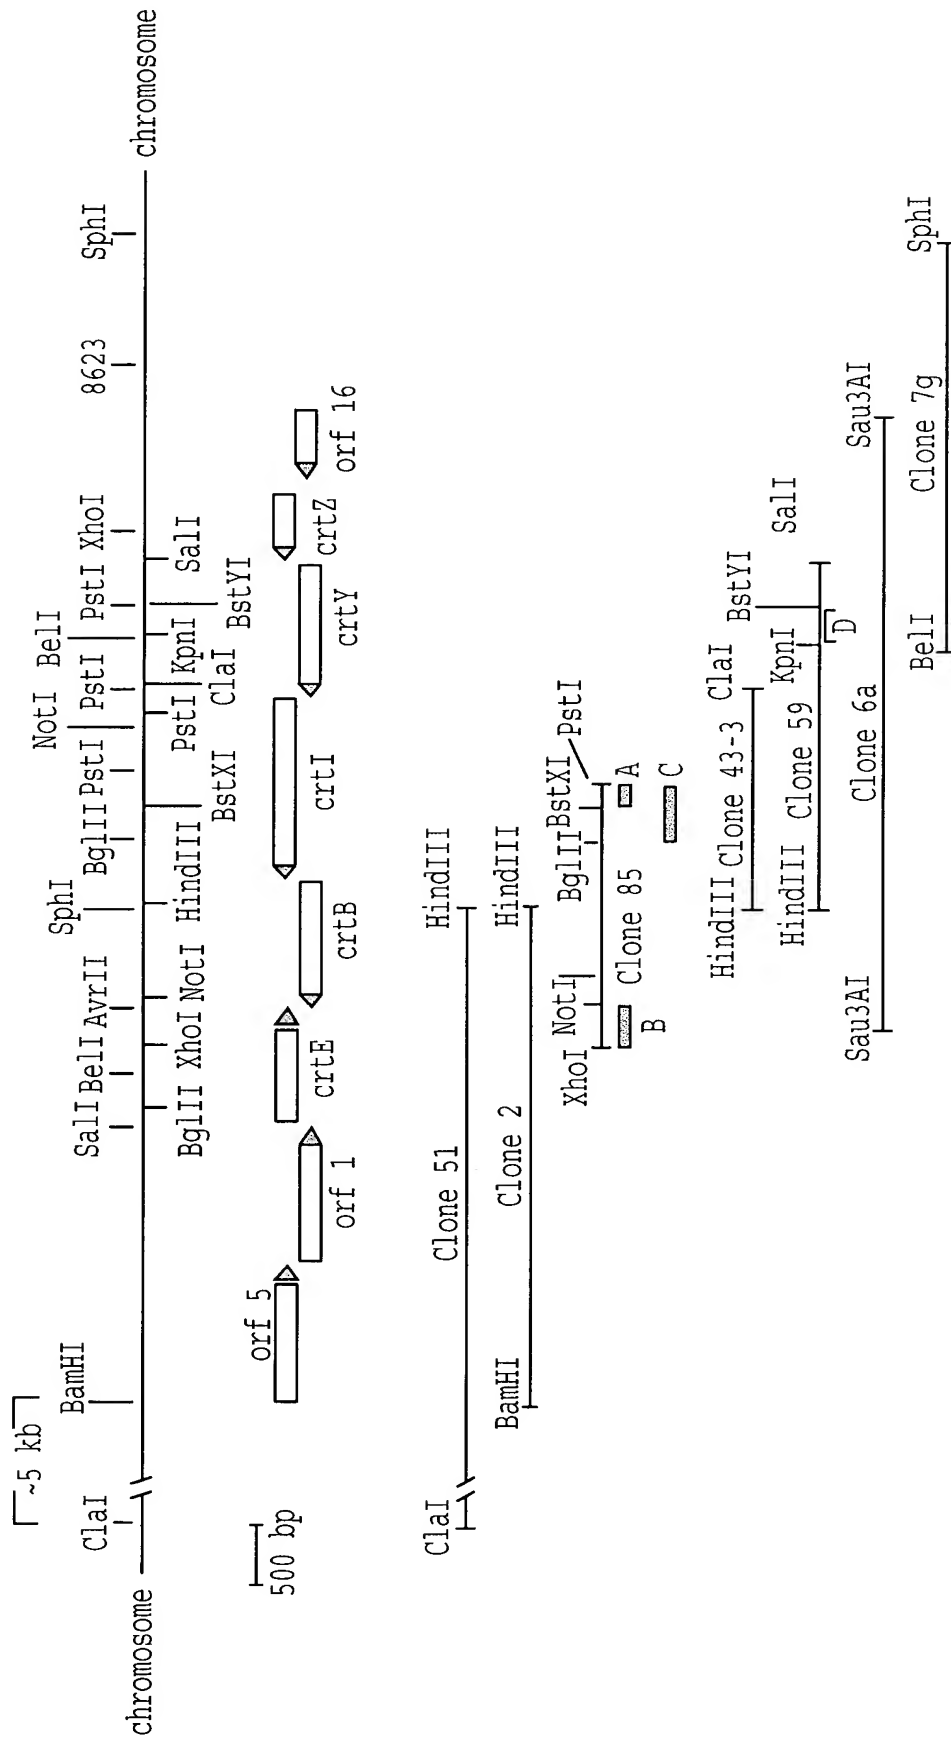 ~5 kb
ClaI
BamHI
SalI
BelI
AvrII
SphI
BglII
PstI
NotI
PstI
BelI
PstI
XhoI
8623
SphI
chromosome
chromosome
BglII
XhoI
NotI
HindIII
BstXI
PstI
ClaI
KpnI
BstYI
SalI
500 bp
orf 5
orf 1
crtE
crtB
crtI
crtY
crtZ
orf 16
ClaI
Clone 51
HindIII
BamHI
Clone 2
HindIII
XhoI
NotI
Clone 85
BglII
BstXI
PstI
B
A
C
HindIII
Clone 43-3
ClaI
HindIII
Clone 59
KpnI
BstYI
SalI
D
Sau3AI
Clone 6a
Sau3AI
BelI
Clone 7g
SphI